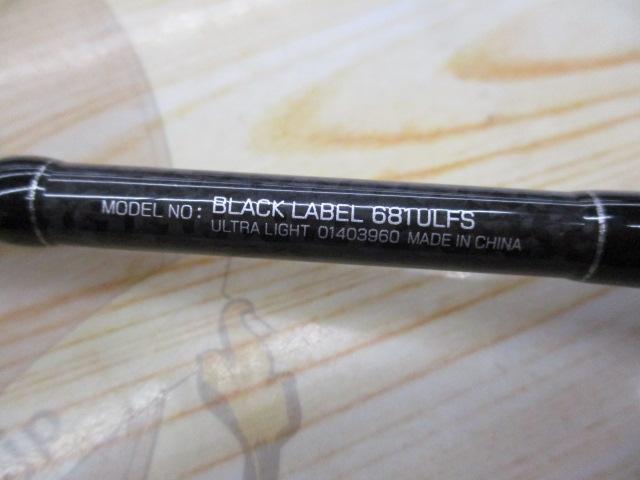 MODEL NO: BLACK LABEL 681ULFS
ULTRA LIGHT 01403960 MADE IN CHINA